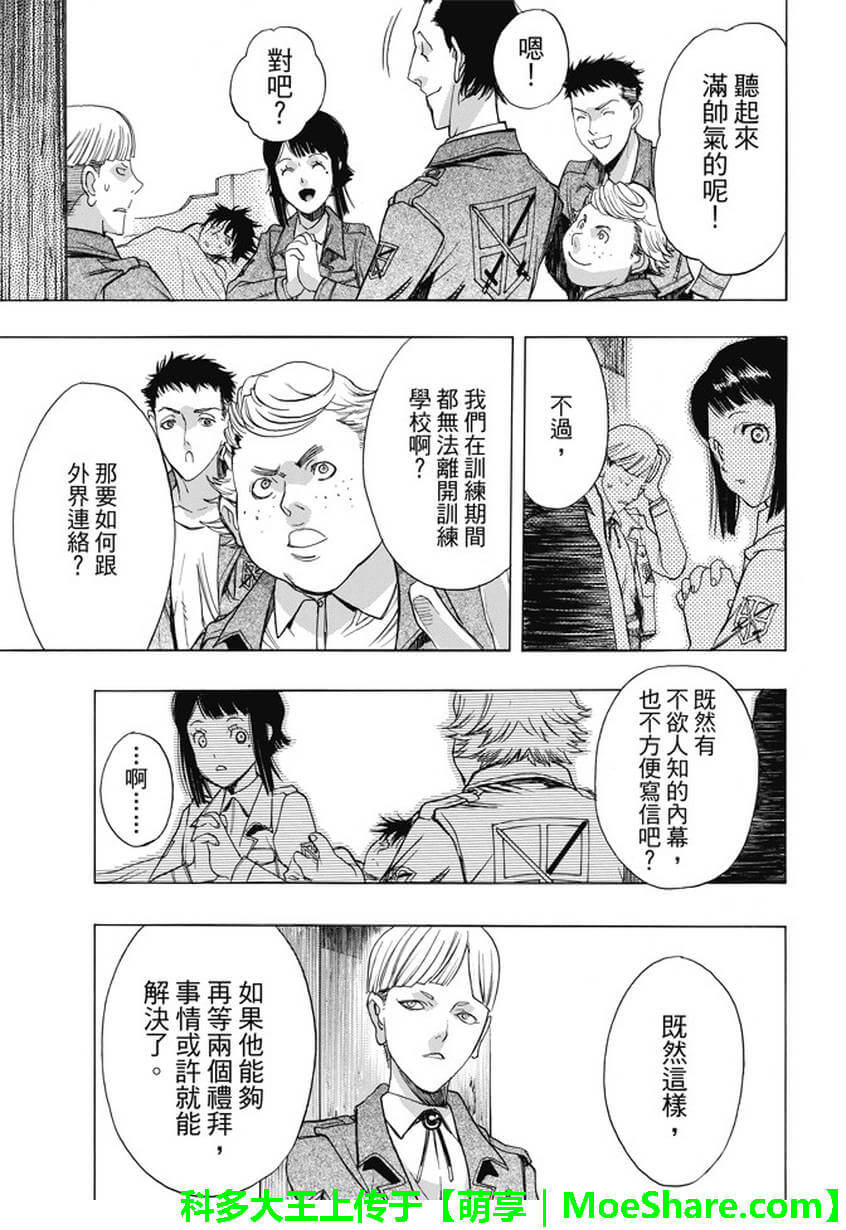 聽起來
滿帥氣的呢！
嗯！
對吧？
不過，
我們在訓練期間
都無法離開訓練
學校啊？
那要如何跟
外界連絡？
既然有
不欲人知的內幕，
也不方便寫信吧？
……啊……
既然這樣，
如果他能夠
再等兩個禮拜，
事情或許就能
解決了。
科多大王上传于【萌享｜MoeShare.com】